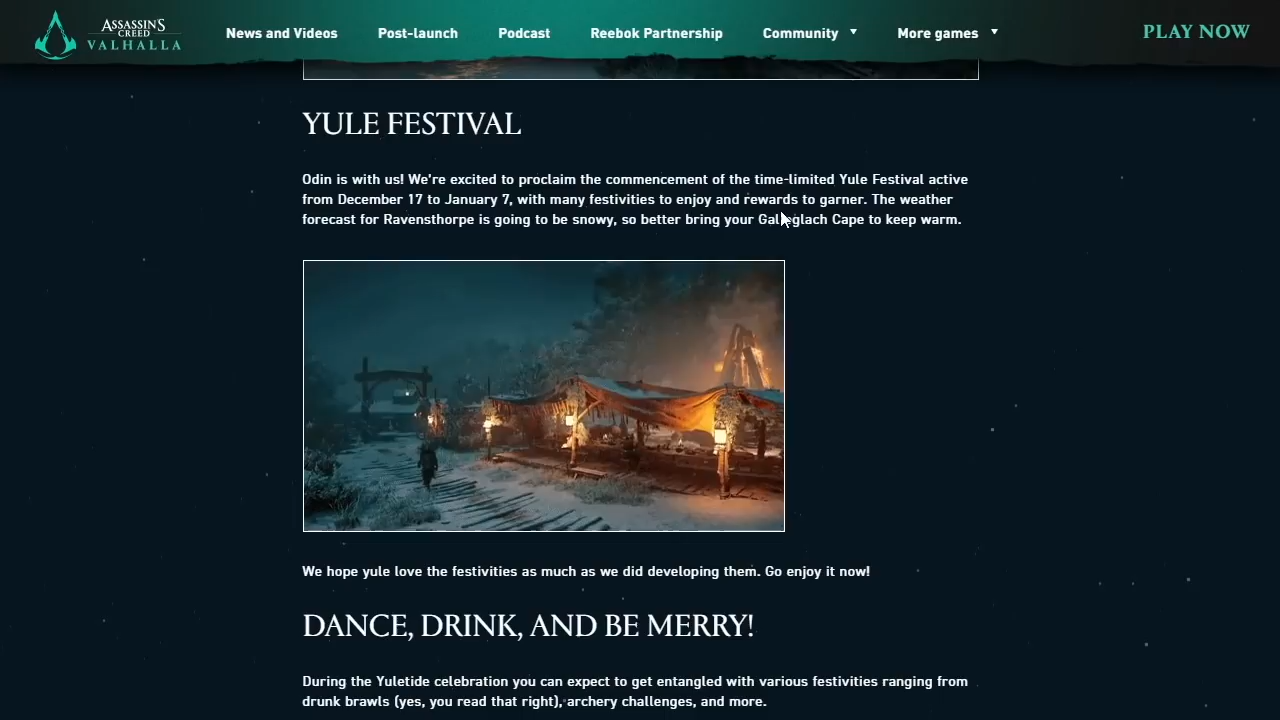 ASSASSIN'S
CREED
VALHALLA
News and Videos
Post-launch
Podcast
Reebok Partnership
Community
More games
PLAY NOW
YULE FESTIVAL
Odin is with us! We're excited to proclaim the commencement of the time-limited Yule Festival active
from December 17 to January 7, with many festivities to enjoy and rewards to garner. The weather
forecast for Ravensthorpe is going to be snowy, so better bring your Galloglach Cape to keep warm.
We hope yule love the festivities as much as we did developing them. Go enjoy it now!
DANCE, DRINK, AND BE MERRY!
During the Yuletide celebration you can expect to get entangled with various festivities ranging from
drunk brawls (yes, you read that right), archery challenges, and more.